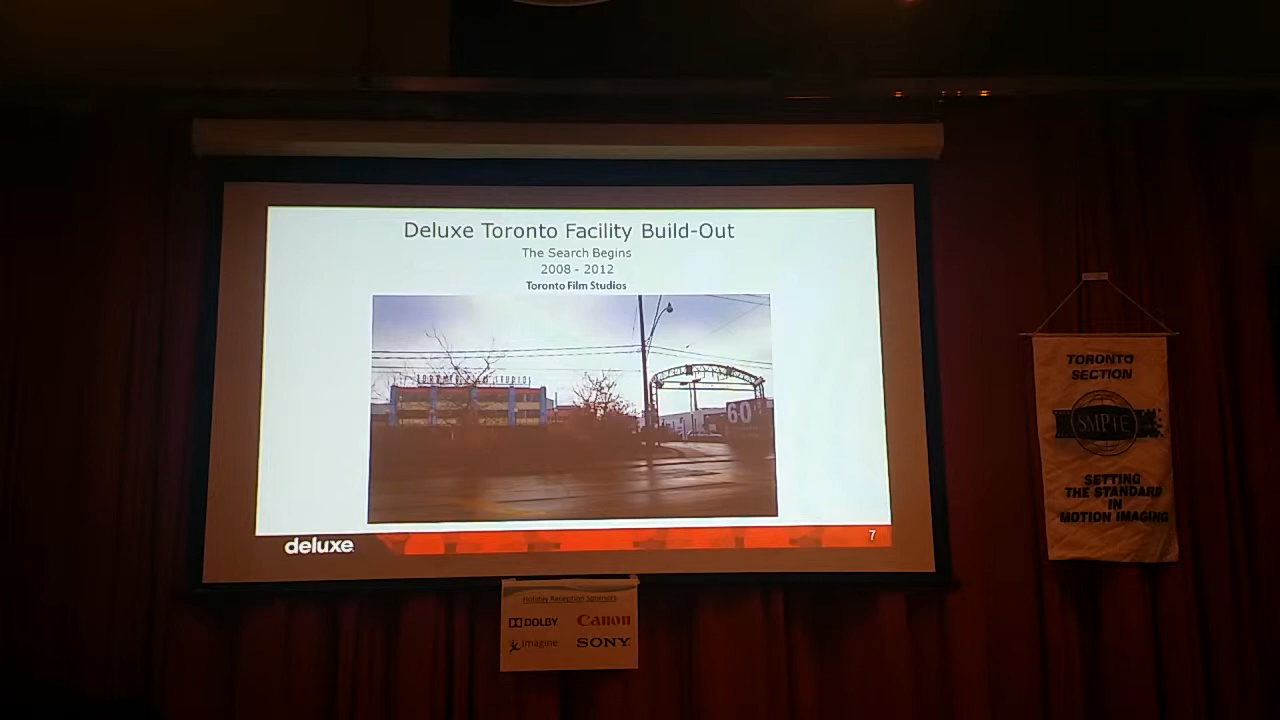 Deluxe Toronto Facility Build-Out
The Search Begins
2008 - 2012
Toronto Film Studios
60
deluxe
7
TORONTO
SECTION
SMPTE
SETTING
THE STANDARD
IN
MOTION IMAGING
Holiday Reception Sponsors
DOLBY Canon
imagine SONY